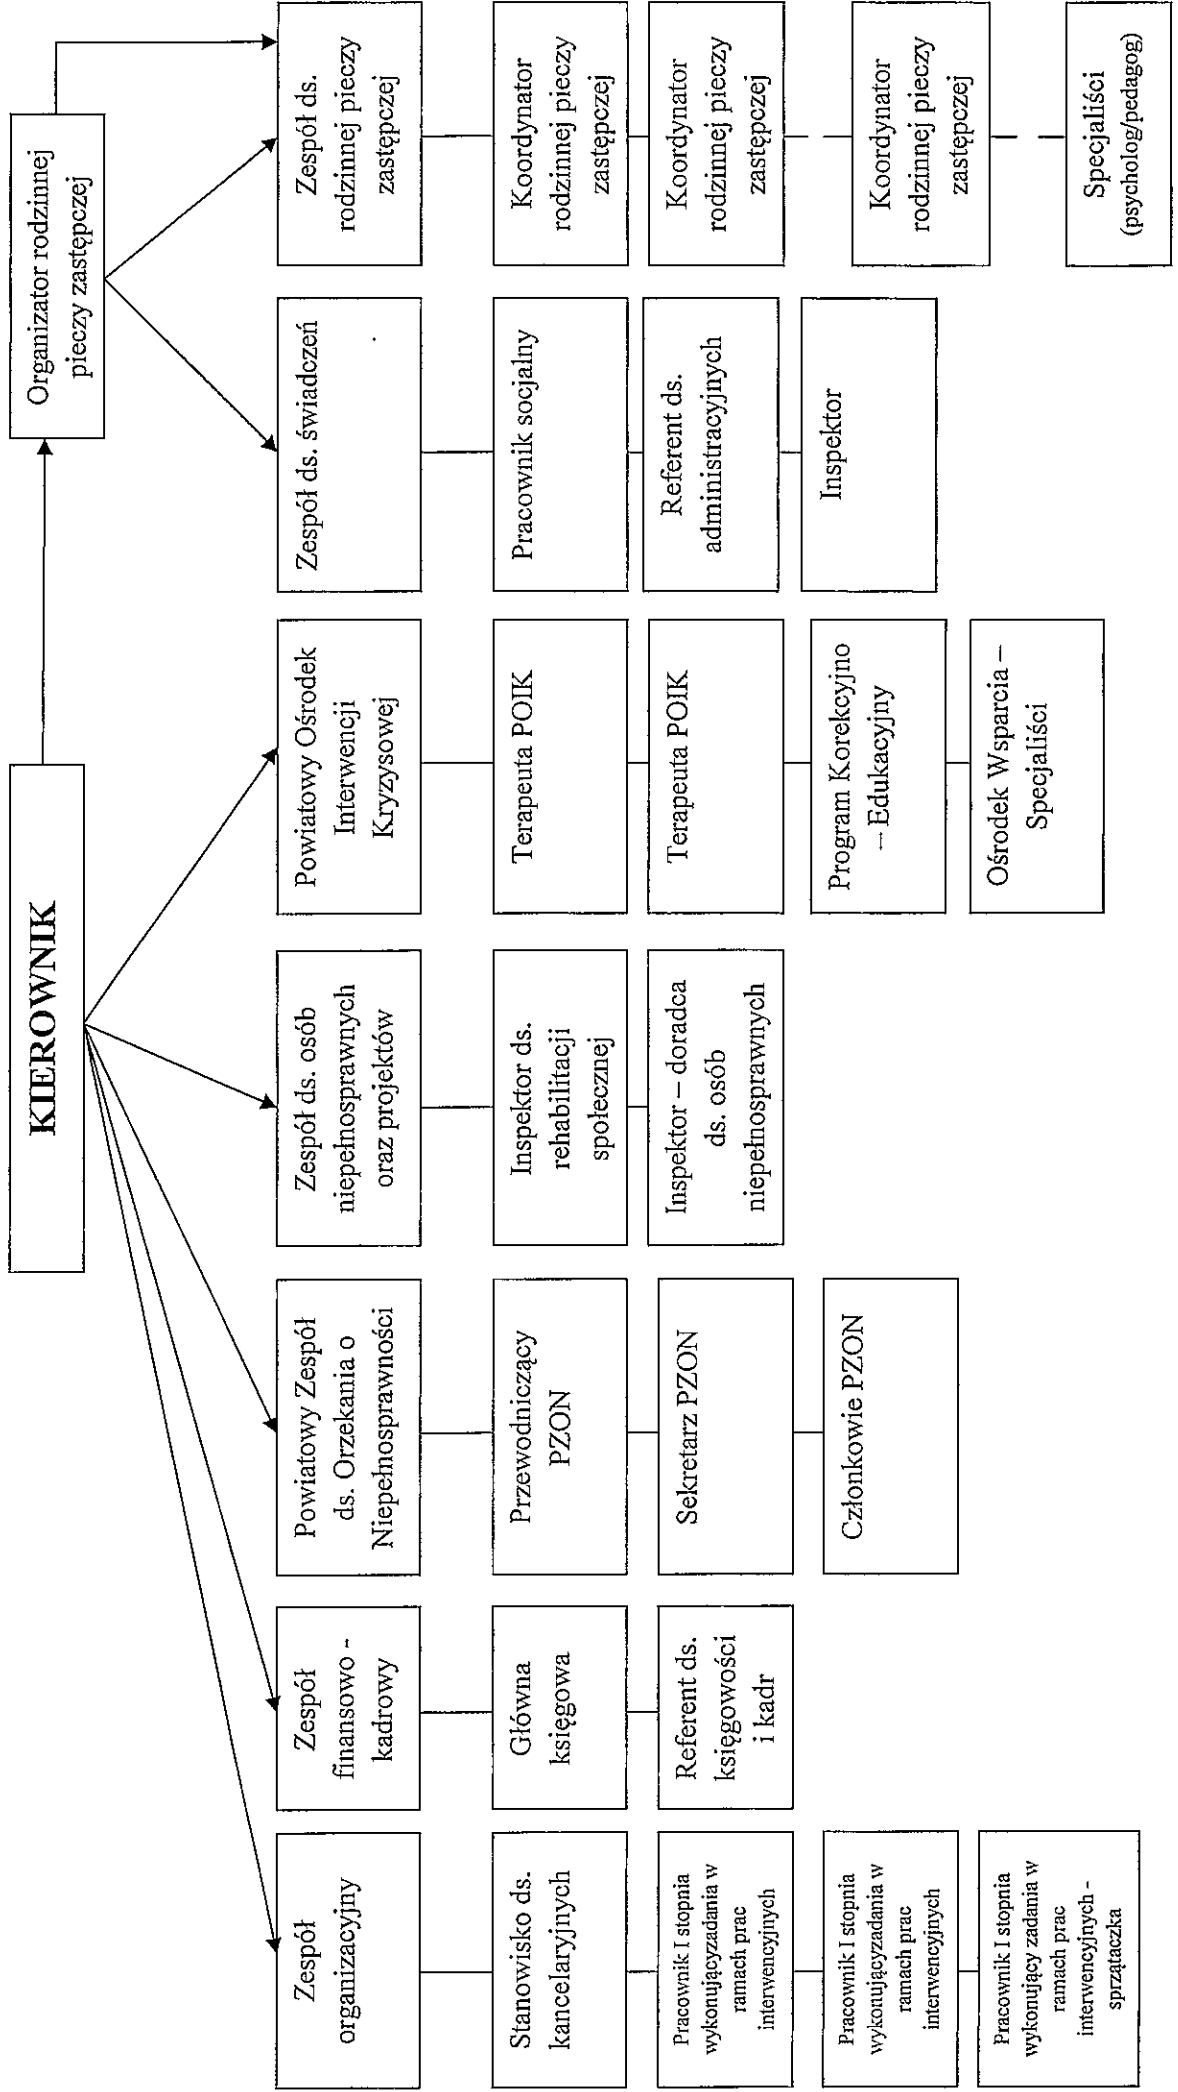 KIEROWNIK
Organizator rodzinnej
pieczy zastępczej
Zespół
organizacyjny
Stanowisko ds.
kancelaryjnych
Pracownik I stopnia
wykonującyzadania w
ramach prac
interwencyjnych
Pracownik I stopnia
wykonującyzadania w
ramach prac
interwencyjnych
Pracownik I stopnia
wykonujący zadania w
ramach prac
interwencyjnych -
sprzątaczka
Zespół
finansowo -
kadrowy
Główna
księgowa
Referent ds.
księgowości
i kadr
Powiatowy Zespół
ds. Orzekania o
Niepełnosprawności
Przewodniczący
PZON
Sekretarz PZON
Członkowie PZON
Zespół ds. osób
niepełnosprawnych
oraz projektów
Inspektor ds.
rehabilitacji
społecznej
Inspektor – doradca
ds. osób
niepełnosprawnych
Powiatowy Ośrodek
Interwencji
Kryzysowej
Terapeuta POIK
Terapeuta POIK
Program Korekcyjno
– Edukacyjny
Ośrodek Wsparcia –
Specjaliści
Zespół ds. świadczeń
Pracownik socjalny
Referent ds.
administracyjnych
Inspektor
Zespół ds.
rodzinnej pieczy
zastępczej
Koordynator
rodzinnej pieczy
zastępczej
Koordynator
rodzinnej pieczy
zastępczej
Koordynator
rodzinnej pieczy
zastępczej
Specjaliści
(psycholog/pedagog)